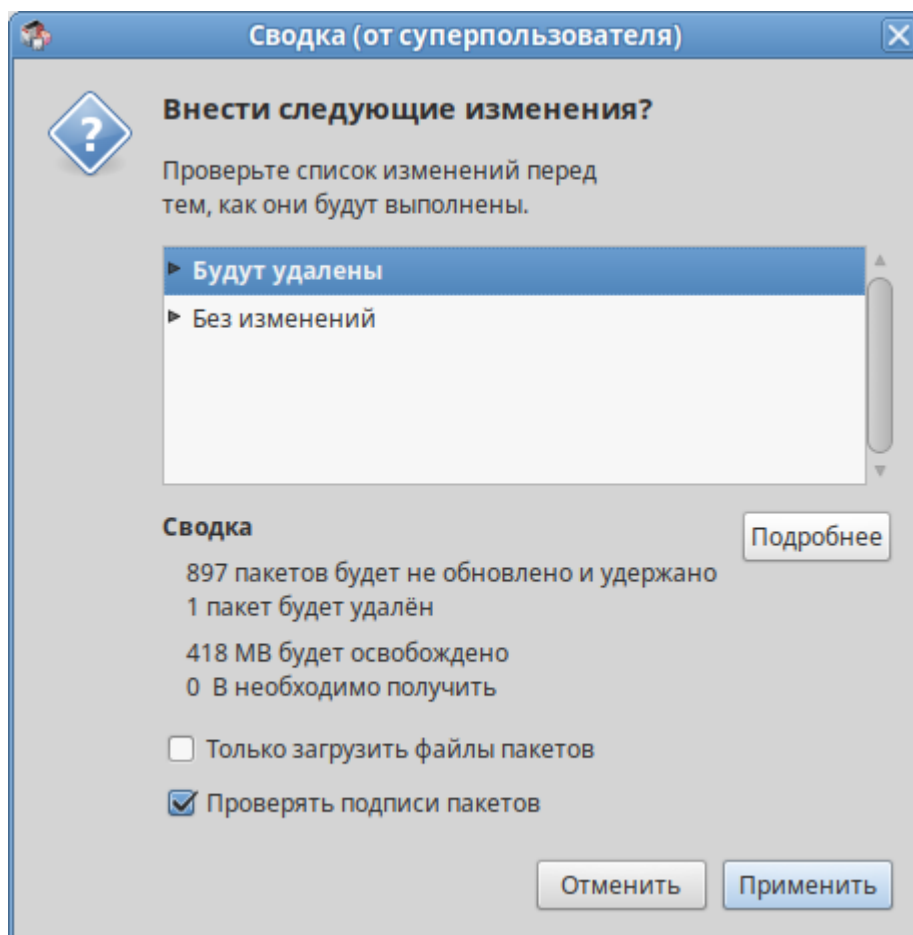 Сводка (от суперпользователя)
Внести следующие изменения?
Проверьте список изменений перед
тем, как они будут выполнены.
Будут удалены
Без изменений
Сводка
Подробнее
897 пакетов будет не обновлено и удержано
1 пакет будет удалён
418 MB будет освобождено
0 B необходимо получить
Только загрузить файлы пакетов
Проверять подписи пакетов
Отменить
Применить